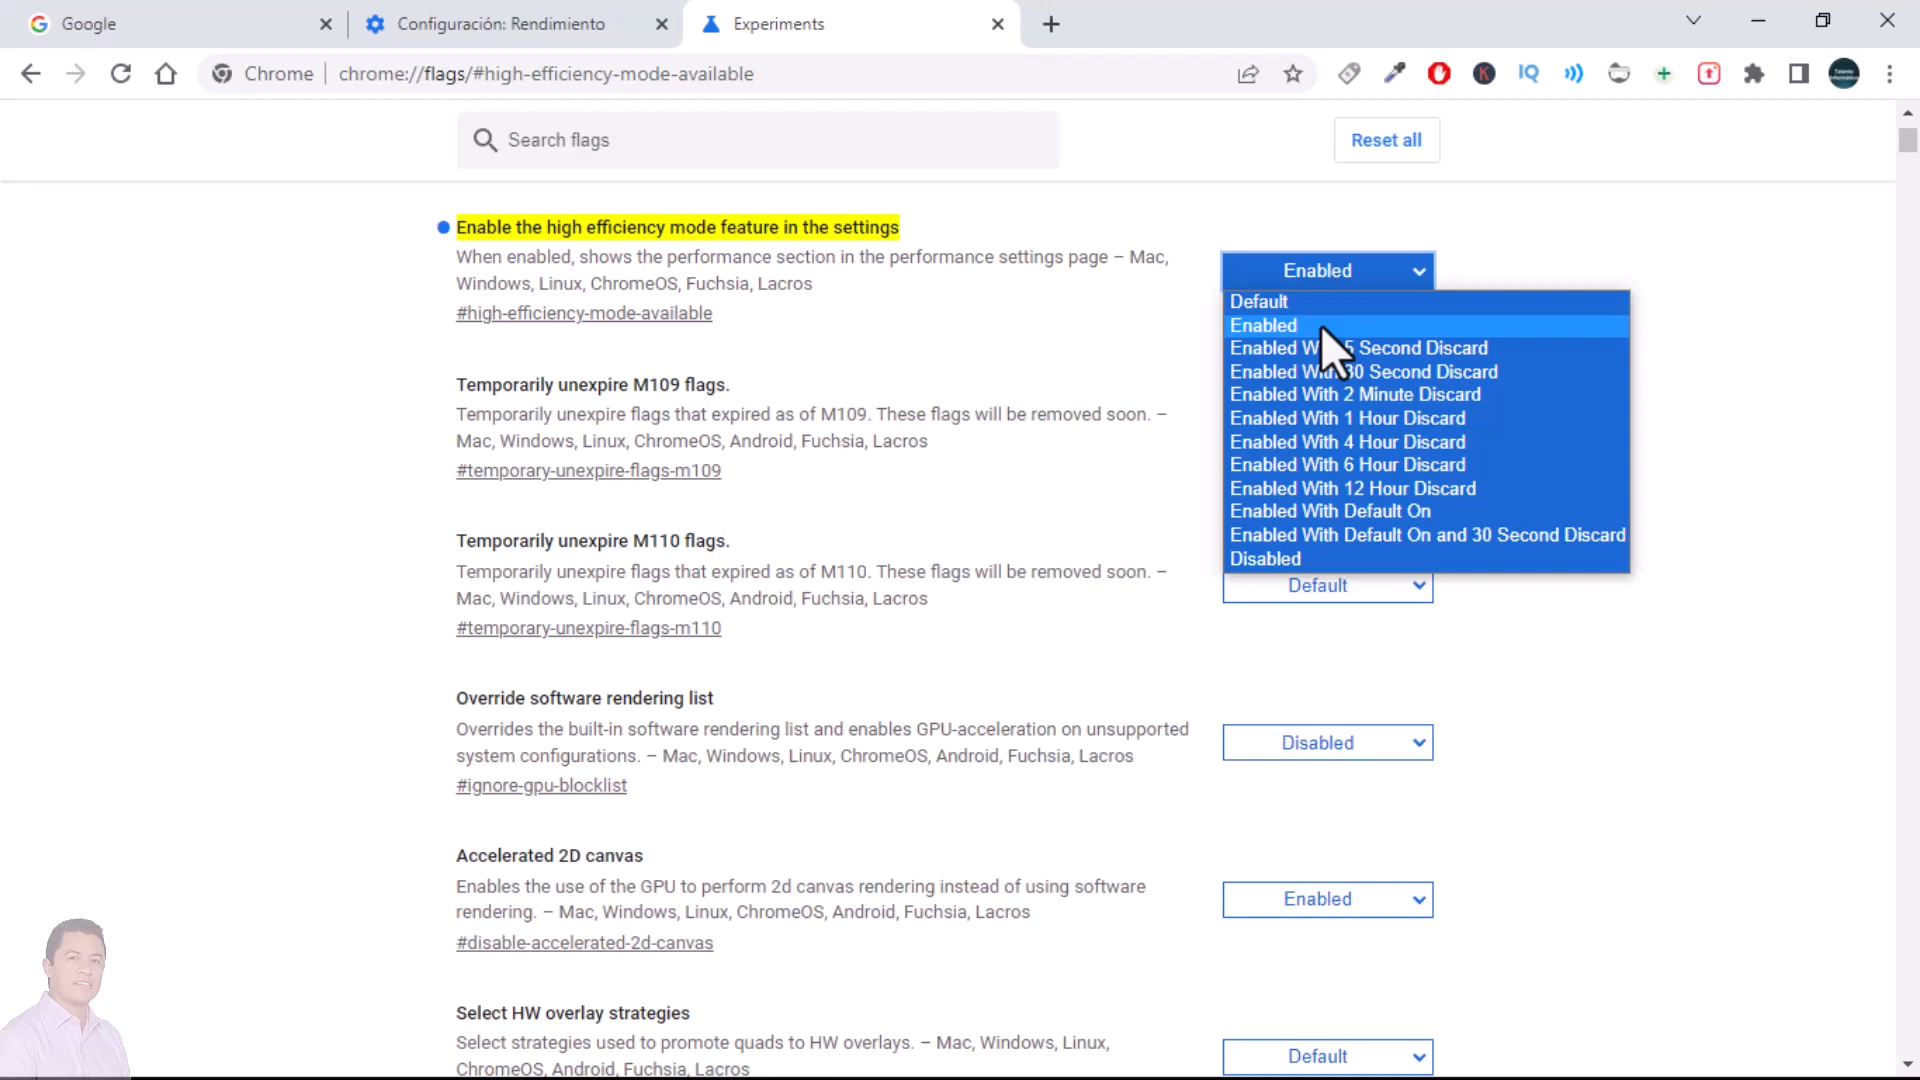 Google
Configuración: Rendimiento
Experiments
Chrome
chrome://flags/#high-efficiency-mode-available
Search flags
Reset all
Enable the high efficiency mode feature in the settings
When enabled, shows the performance section in the performance settings page – Mac,
Windows, Linux, ChromeOS, Fuchsia, Lacros
#high-efficiency-mode-available
Enabled
Default
Enabled
Enabled W 5 Second Discard
Enabled With 30 Second Discard
Enabled With 2 Minute Discard
Enabled With 1 Hour Discard
Enabled With 4 Hour Discard
Enabled With 6 Hour Discard
Enabled With 12 Hour Discard
Enabled With Default On
Enabled With Default On and 30 Second Discard
Disabled
Temporarily unexpire M109 flags.
Temporarily unexpire flags that expired as of M109. These flags will be removed soon. –
Mac, Windows, Linux, ChromeOS, Android, Fuchsia, Lacros
#temporary-unexpire-flags-m109
Temporarily unexpire M110 flags.
Temporarily unexpire flags that expired as of M110. These flags will be removed soon. –
Mac, Windows, Linux, ChromeOS, Android, Fuchsia, Lacros
#temporary-unexpire-flags-m110
Default
Override software rendering list
Overrides the built-in software rendering list and enables GPU-acceleration on unsupported
system configurations. – Mac, Windows, Linux, ChromeOS, Android, Fuchsia, Lacros
#ignore-gpu-blocklist
Disabled
Accelerated 2D canvas
Enables the use of the GPU to perform 2d canvas rendering instead of using software
rendering. – Mac, Windows, Linux, ChromeOS, Android, Fuchsia, Lacros
#disable-accelerated-2d-canvas
Enabled
Select HW overlay strategies
Select strategies used to promote quads to HW overlays. – Mac, Windows, Linux,
ChromeOS, Android, Fuchsia, Lacros
Default